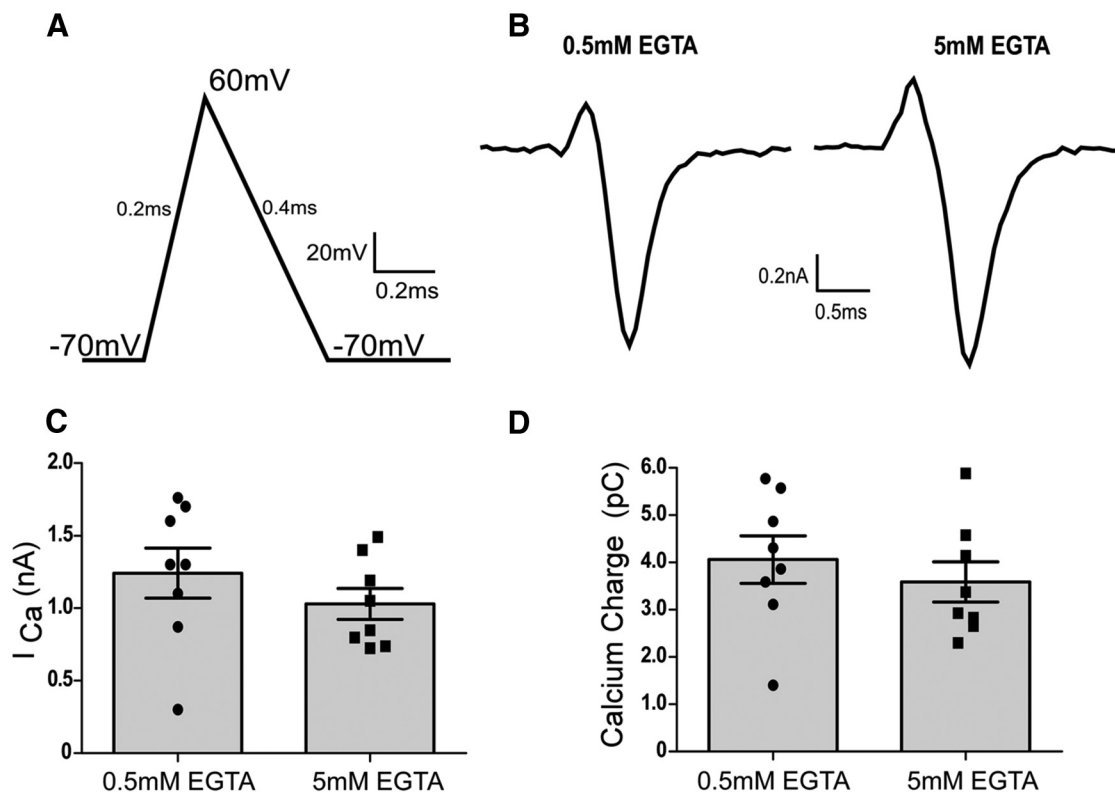 A
60mV
0.2ms
0.4ms
20mV
0.2ms
-70mV
-70mV
B
0.5mM EGTA
5mM EGTA
0.2nA
0.5ms
C
I Ca (nA)
2.0
1.5
1.0
0.5
0
0.5mM EGTA
5mM EGTA
D
Calcium Charge (pC)
6.0
5.0
4.0
3.0
2.0
1.0
0
0.5mM EGTA
5mM EGTA